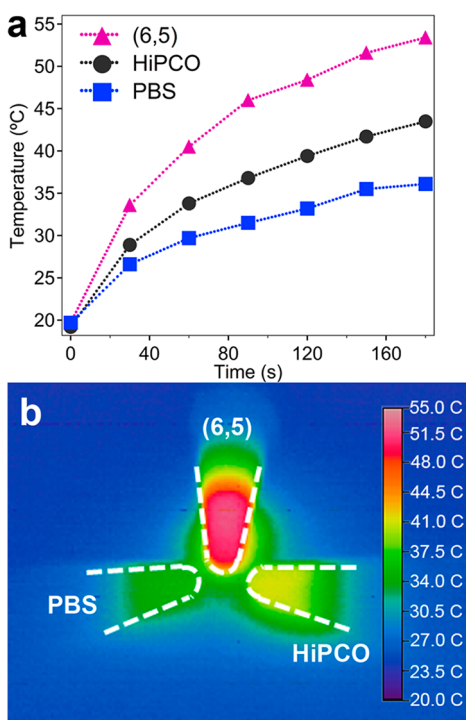 a
(6,5)
HiPCO
PBS
Temperature (ºC)
55
50
45
40
35
30
25
20
0
40
80
120
160
Time (s)
b
(6,5)
PBS
HiPCO
55.0 C
51.5 C
48.0 C
44.5 C
41.0 C
37.5 C
34.0 C
30.5 C
27.0 C
23.5 C
20.0 C